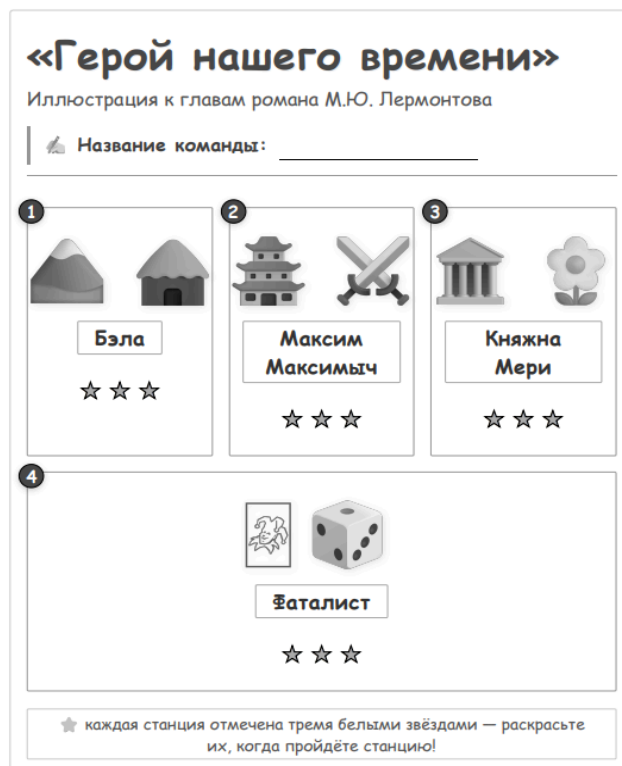 «Герой нашего времени»
Иллюстрация к главам романа М.Ю. Лермонтова
Название команды:
1
2
3
Бэла
Максим
Максимыч
Княжна
Мери
4
Фаталист
каждая станция отмечена тремя белыми звёздами — раскрасьте
их, когда пройдёте станцию!